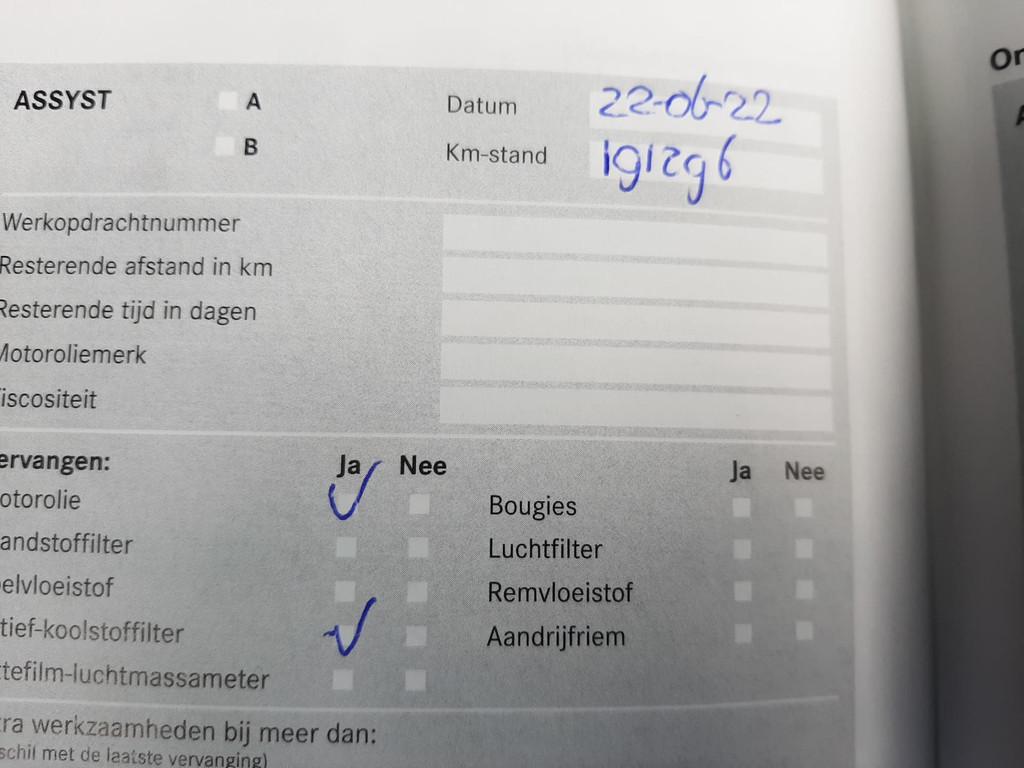 ASSYST A Datum 22-06-22
B Km-stand 191296
Werkopdrachtnummer
Resterende afstand in km
Resterende tijd in dagen
Motoroliemerk
iscositeit
ervangen: Ja Nee Ja Nee
otorolie Bougies
andstoffilter Luchtfilter
elvloeistof Remvloeistof
tief-koolstoffilter Aandrijfriem
tefilm-luchtmassameter
tra werkzaamheden bij meer dan:
schil met de laatste vervanging)
Or